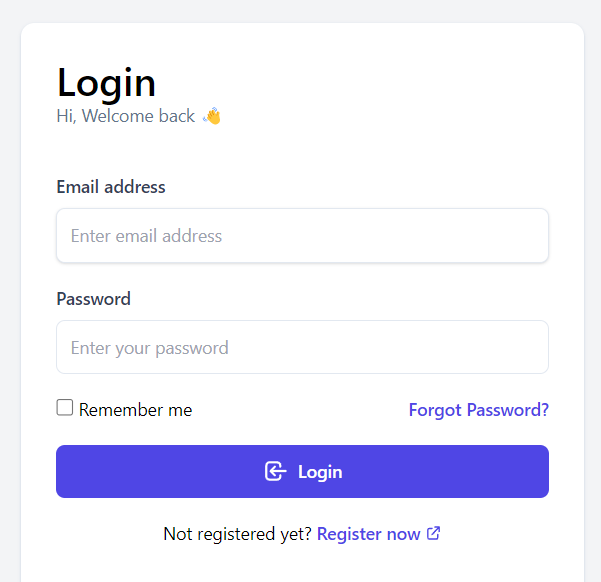 Login
Hi, Welcome back 👋
Email address
Enter email address
Password
Enter your password
Remember me Forgot Password?
Login
Not registered yet? Register now